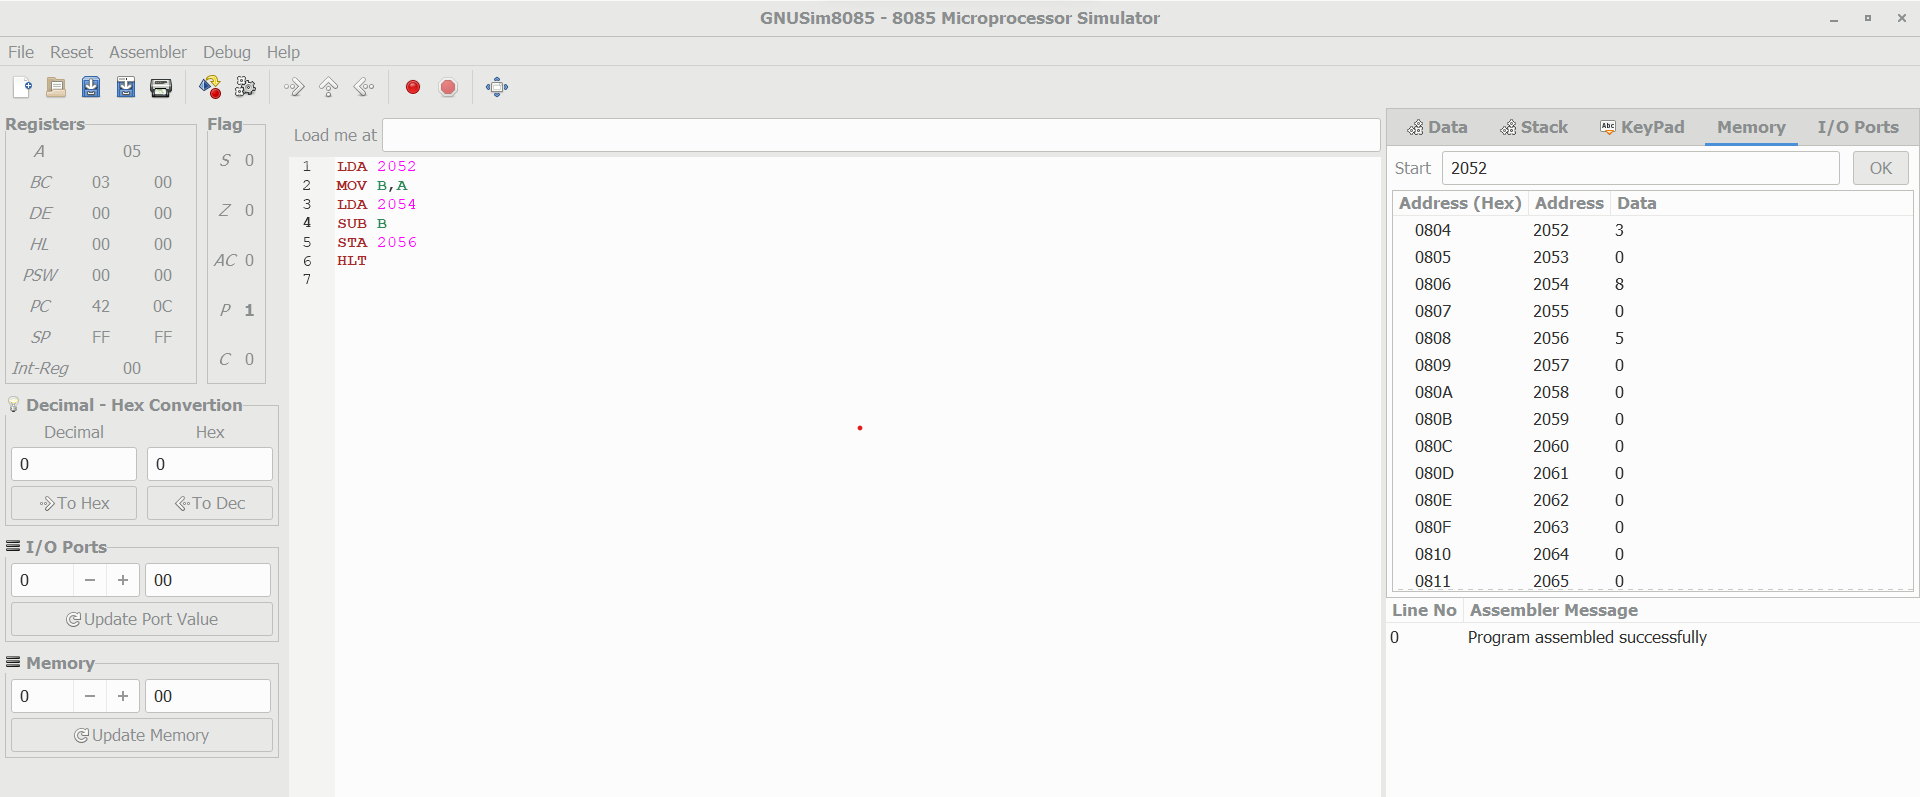 GNUSim8085 - 8085 Microprocessor Simulator
File Reset Assembler Debug Help
Registers
A 05
BC 03 00
DE 00 00
HL 00 00
PSW 00 00
PC 42 0C
SP FF FF
Int-Reg 00
Flag
S 0
Z 0
AC 0
P 1
C 0
Decimal - Hex Convertion
Decimal Hex
0 0
To Hex To Dec
I/O Ports
0 − + 00
Update Port Value
Memory
0 − + 00
Update Memory
Load me at
1 LDA 2052
2 MOV B,A
3 LDA 2054
4 SUB B
5 STA 2056
6 HLT
7
Data Stack Abc KeyPad Memory I/O Ports
Start 2052 OK
Address (Hex) Address Data
0804 2052 3
0805 2053 0
0806 2054 8
0807 2055 0
0808 2056 5
0809 2057 0
080A 2058 0
080B 2059 0
080C 2060 0
080D 2061 0
080E 2062 0
080F 2063 0
0810 2064 0
0811 2065 0
Line No Assembler Message
0 Program assembled successfully